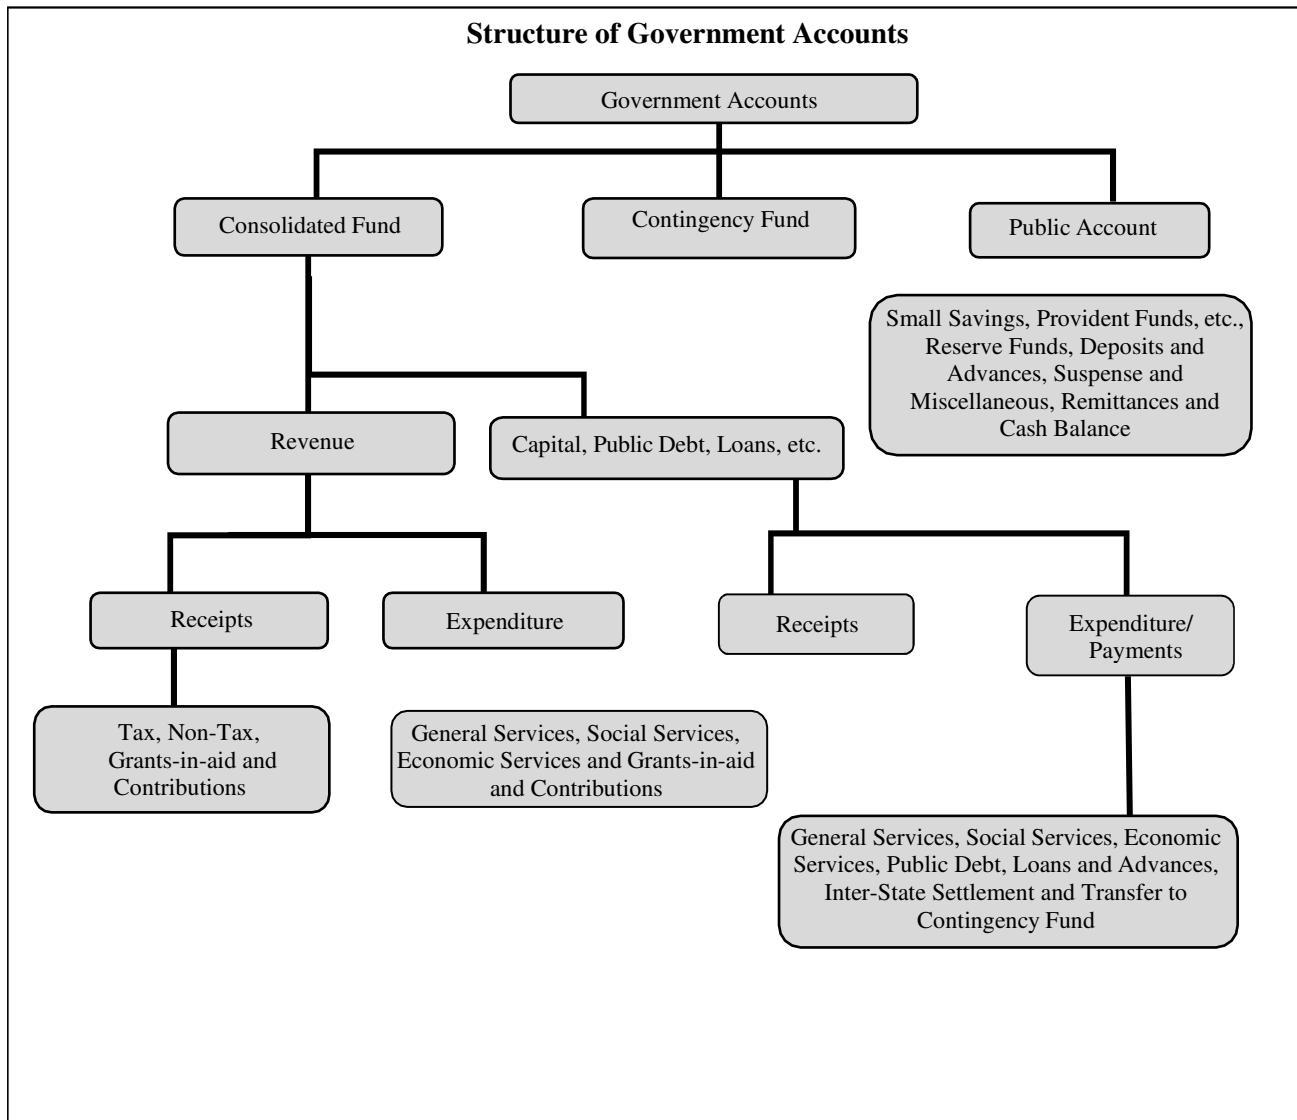 Structure of Government Accounts
Government Accounts
Consolidated Fund
Contingency Fund
Public Account
Small Savings, Provident Funds, etc.,
Reserve Funds, Deposits and
Advances, Suspense and
Miscellaneous, Remittances and
Cash Balance
Revenue
Capital, Public Debt, Loans, etc.
Receipts
Expenditure
Receipts
Expenditure/
Payments
Tax, Non-Tax,
Grants-in-aid and
Contributions
General Services, Social Services,
Economic Services and Grants-in-aid
and Contributions
General Services, Social Services, Economic
Services, Public Debt, Loans and Advances,
Inter-State Settlement and Transfer to
Contingency Fund